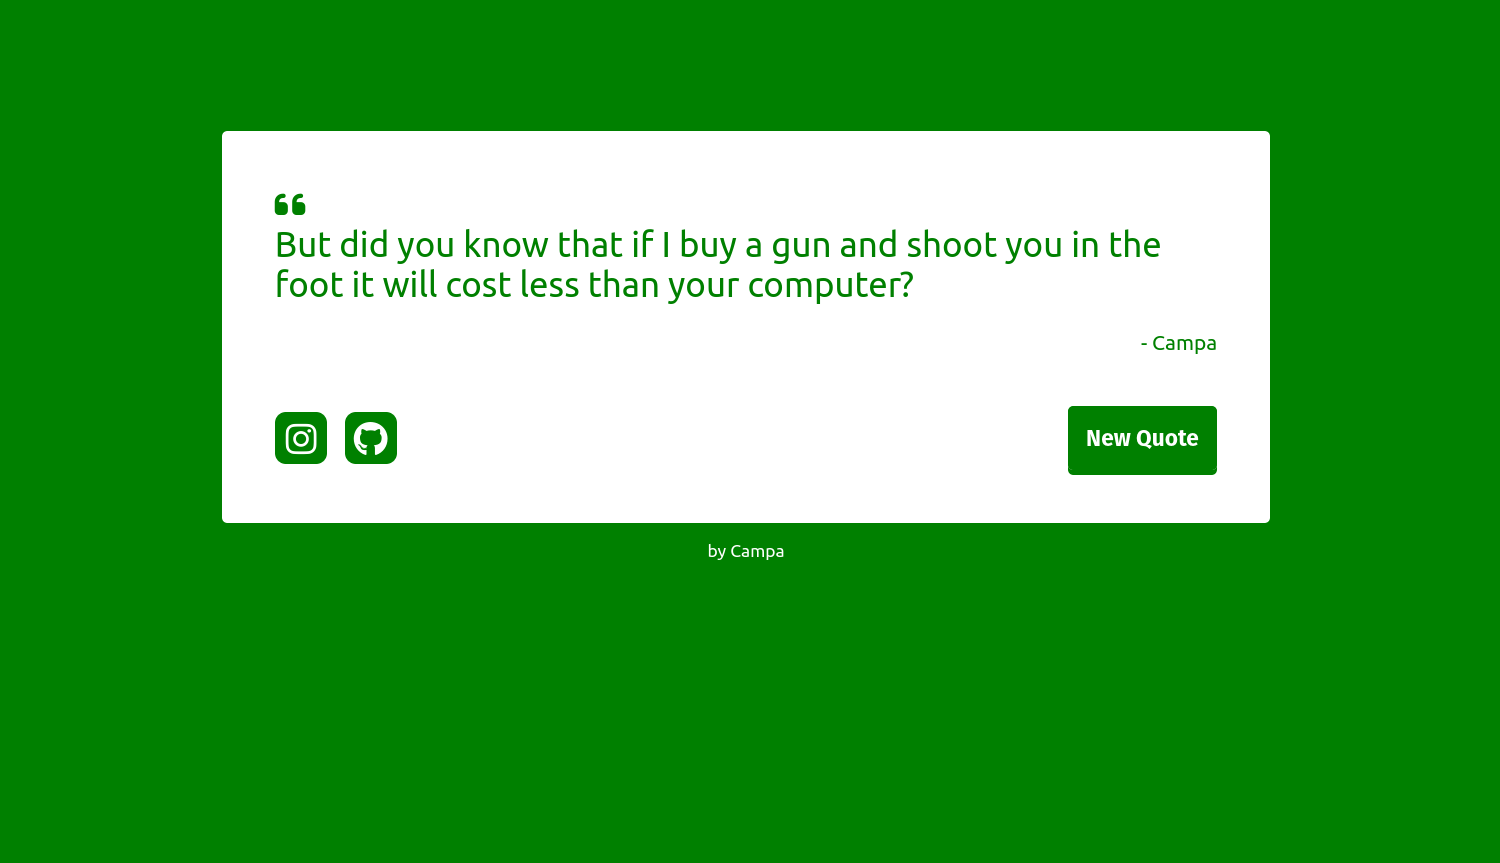 “
But did you know that if I buy a gun and shoot you in the
foot it will cost less than your computer?
- Campa
New Quote
by Campa